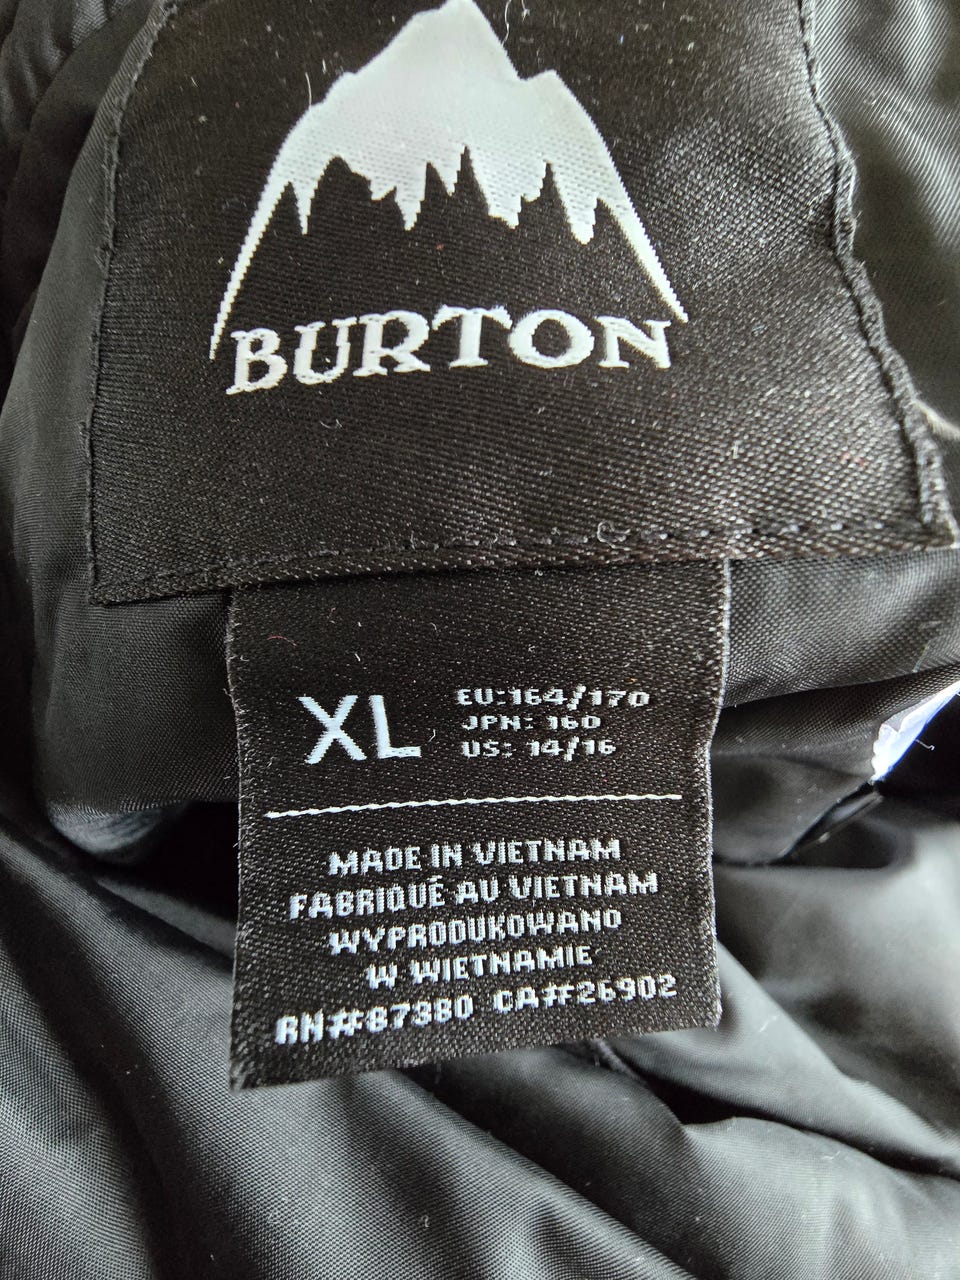 BURTON
XL
EU:164/170
JPN: 160
US: 14/16
MADE IN VIETNAM
FABRIQUÉ AU VIETNAM
WYPRODUKOWANO
W WIETNAMIE
RN#87380 CA#26902